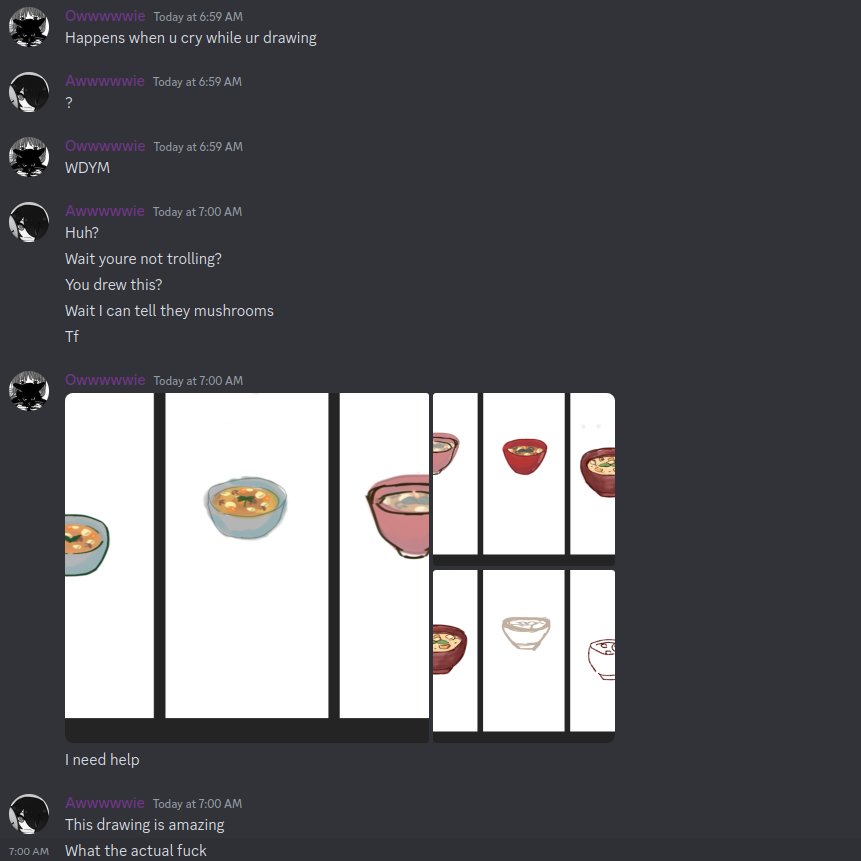 Owwwwwie Today at 6:59 AM
Happens when u cry while ur drawing
Awwwwwie Today at 6:59 AM
?
Owwwwwie Today at 6:59 AM
WDYM
Awwwwwie Today at 7:00 AM
Huh?
Wait youre not trolling?
You drew this?
Wait I can tell they mushrooms
Tf
Owwwwwie Today at 7:00 AM
I need help
Awwwwwie Today at 7:00 AM
This drawing is amazing
7:00 AM What the actual fuck